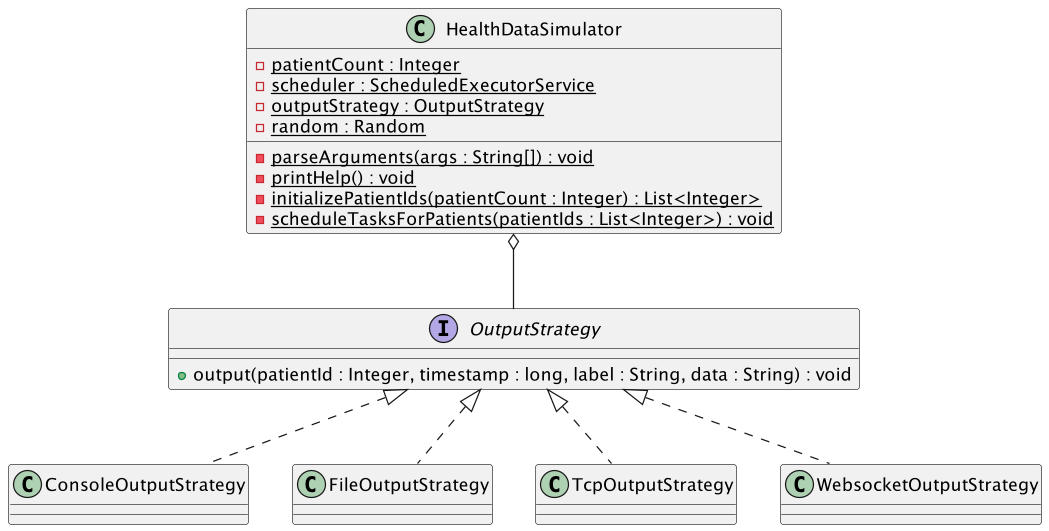 C HealthDataSimulator
patientCount : Integer
scheduler : ScheduledExecutorService
outputStrategy : OutputStrategy
random : Random
parseArguments(args : String[]) : void
printHelp() : void
initializePatientIds(patientCount : Integer) : List<Integer>
scheduleTasksForPatients(patientIds : List<Integer>) : void
I OutputStrategy
output(patientId : Integer, timestamp : long, label : String, data : String) : void
C ConsoleOutputStrategy
C FileOutputStrategy
C TcpOutputStrategy
C WebsocketOutputStrategy